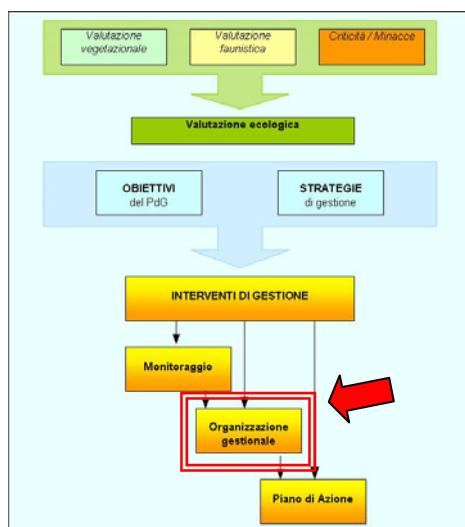 Valutazione
vegetazionale
Valutazione
faunistica
Criticità / Minacce
Valutazione ecologica
OBIETTIVI
del PdG
STRATEGIE
di gestione
INTERVENTI DI GESTIONE
Monitoraggio
Organizzazione
gestionale
Piano di Azione